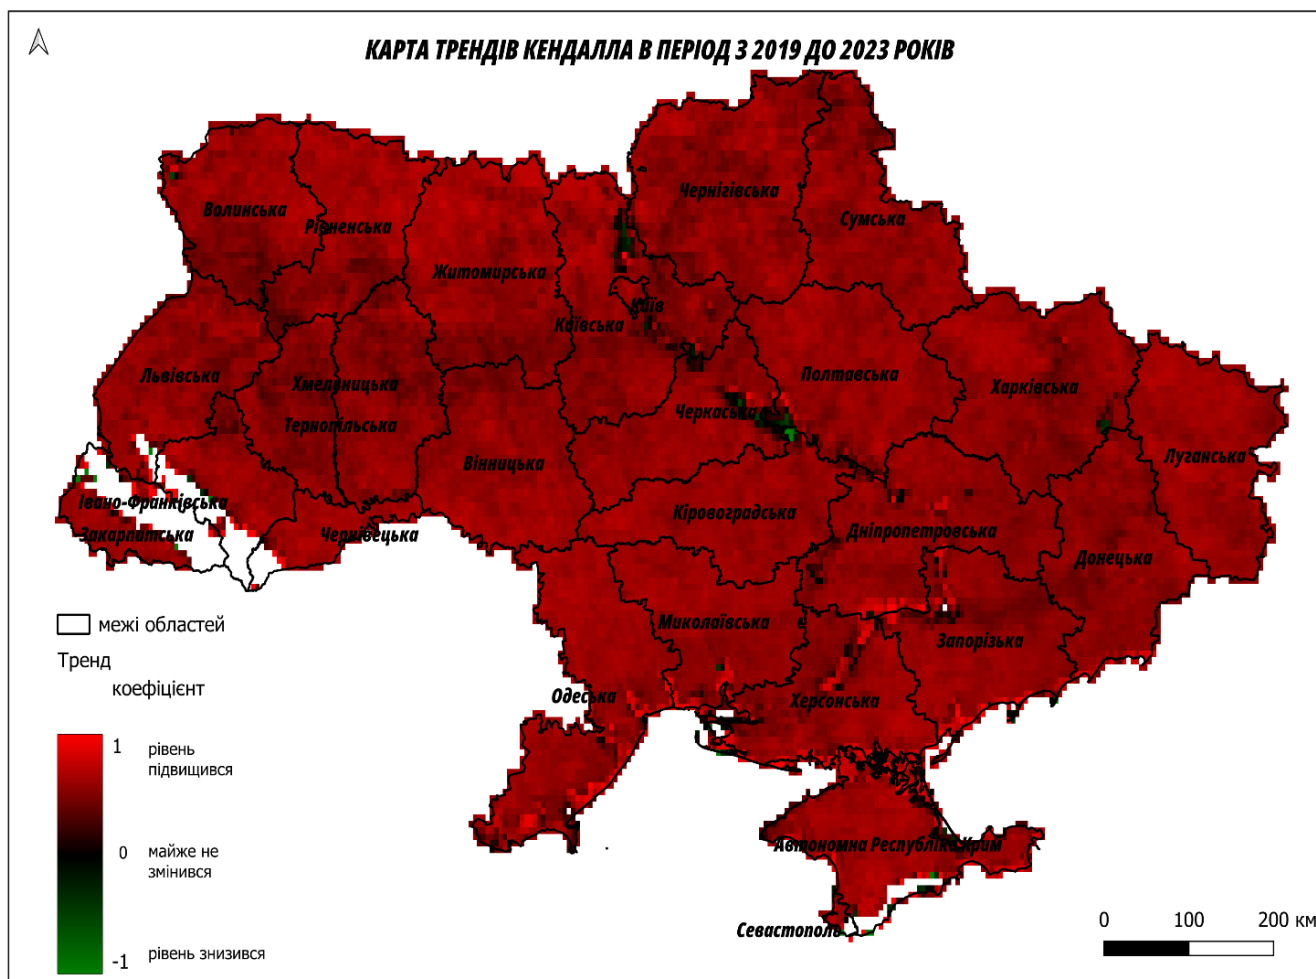 КАРТА ТРЕНДІВ КЕНДАЛЛА В ПЕРІОД З 2019 ДО 2023 РОКІВ
Чернігівська
Волинська
Сумська
Рівненська
Житомирська
Київ
Київська
Львівська
Хмельницька
Полтавська
Харківська
Черкаська
Тернопільська
Вінницька
Луганська
Івано-Франківська
Кіровоградська
Закарпатська
Чернівецька
Дніпропетровська
Донецька
Миколаївська
Запорізька
Одеська
Херсонська
Автономна Республіка Крим
Севастополь
межі областей
Тренд
коефіцієнт
1 рівень
підвищився
0 майже не
змінився
-1 рівень знизився
0 100 200 км